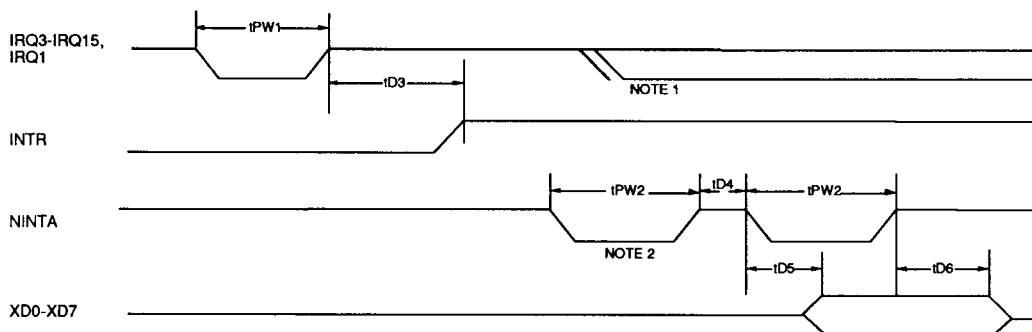 tPW1
IRQ3-IRQ15,
IRQ1
tD3
NOTE 1
INTR
tPW2
tD4
tPW2
NINTA
NOTE 2
tD5
tD6
XD0-XD7